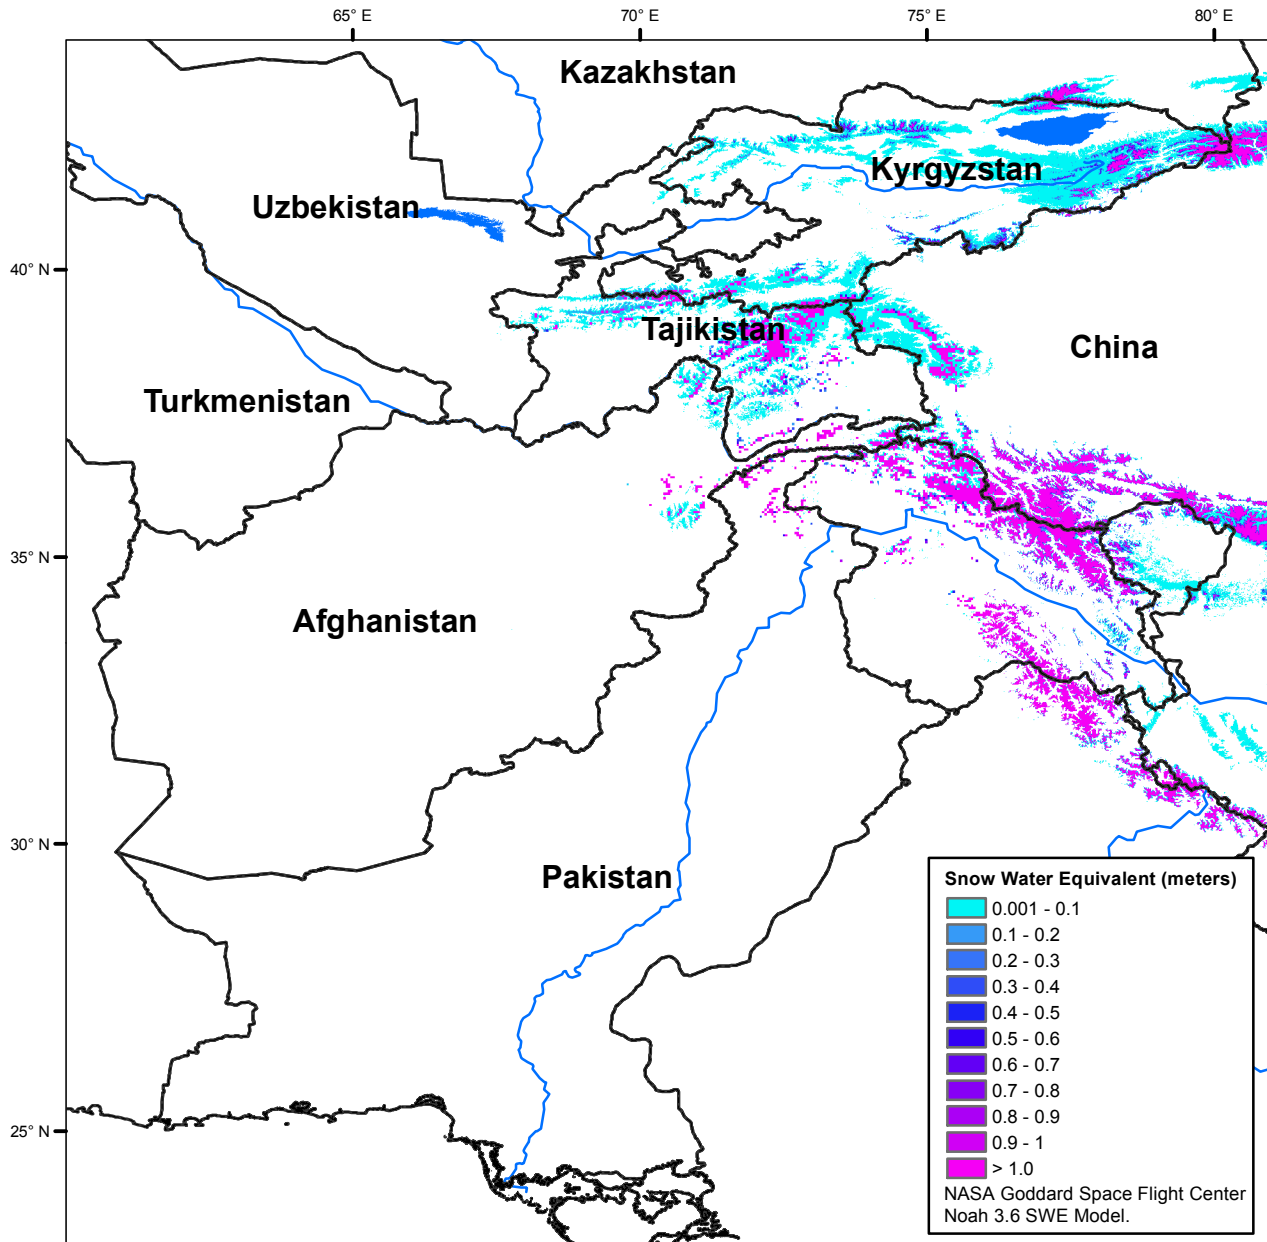 65° E
70° E
75° E
80° E
Kazakhstan
Kyrgyzstan
Uzbekistan
40° N
Tajikistan
China
Turkmenistan
35° N
Afghanistan
30° N
Pakistan
Snow Water Equivalent (meters)
0.001 - 0.1
0.1 - 0.2
0.2 - 0.3
0.3 - 0.4
0.4 - 0.5
0.5 - 0.6
0.6 - 0.7
0.7 - 0.8
0.8 - 0.9
0.9 - 1
> 1.0
NASA Goddard Space Flight Center
Noah 3.6 SWE Model.
25° N